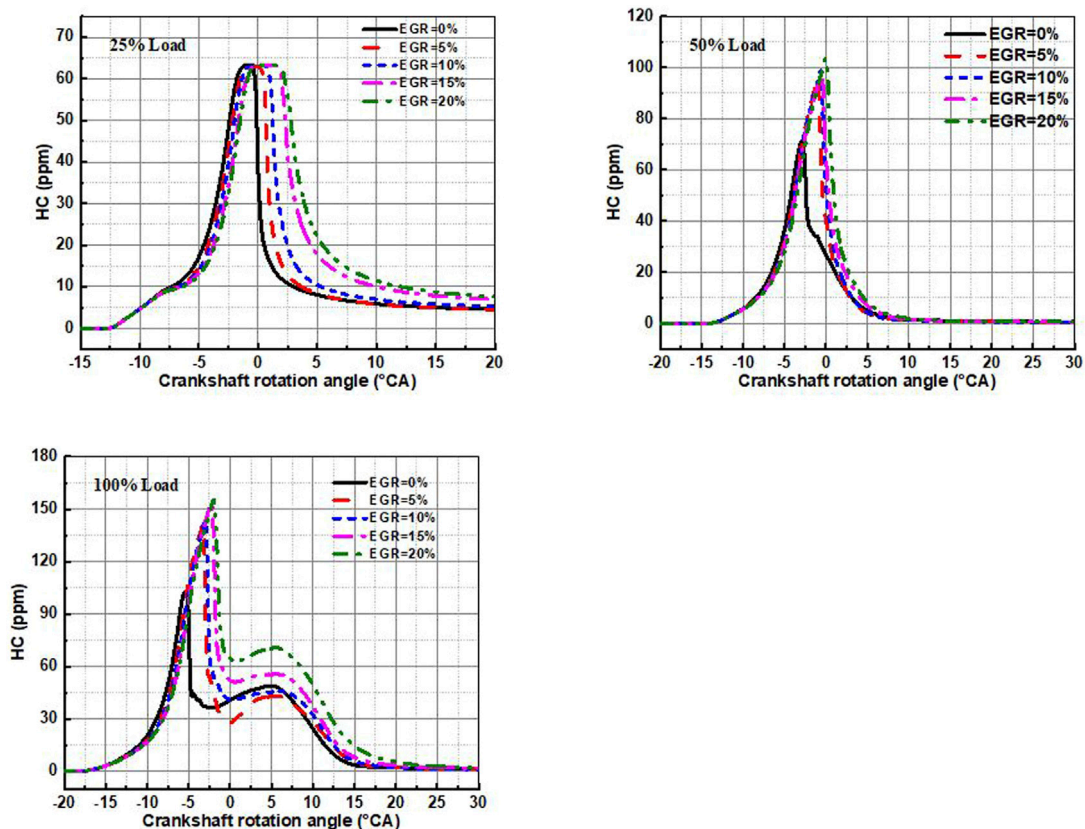 70
60
50
40
30
20
10
0
HC (ppm)
25% Load
EGR=0%
EGR=5%
EGR=10%
EGR=15%
EGR=20%
-15 -10 -5 0 5 10 15 20
Crankshaft rotation angle (°CA)
120
100
80
60
40
20
0
HC (ppm)
50% Load
EGR=0%
EGR=5%
EGR=10%
EGR=15%
EGR=20%
-20 -15 -10 -5 0 5 10 15 20 25 30
Crankshaft rotation angle (°CA)
180
150
120
90
60
30
0
HC (ppm)
100% Load
EGR=0%
EGR=5%
EGR=10%
EGR=15%
EGR=20%
-20 -15 -10 -5 0 5 10 15 20 25 30
Crankshaft rotation angle (°CA)